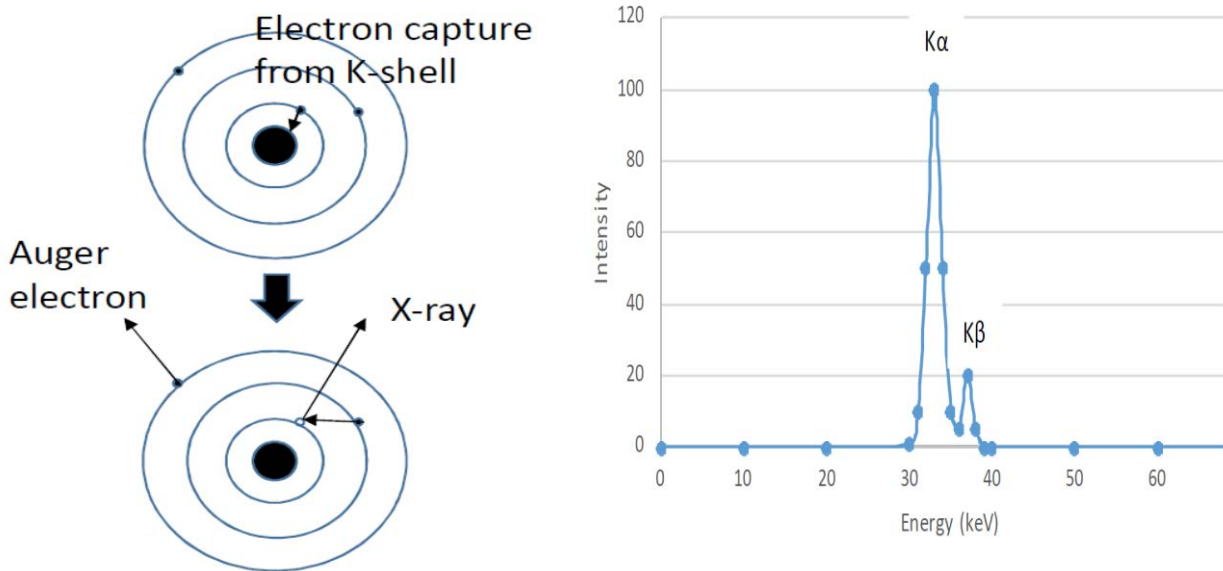 Electron capture
from K-shell
Auger
electron
X-ray
120
100
80
60
40
20
0
Intensity
Kα
Kβ
0 10 20 30 40 50 60
Energy (keV)